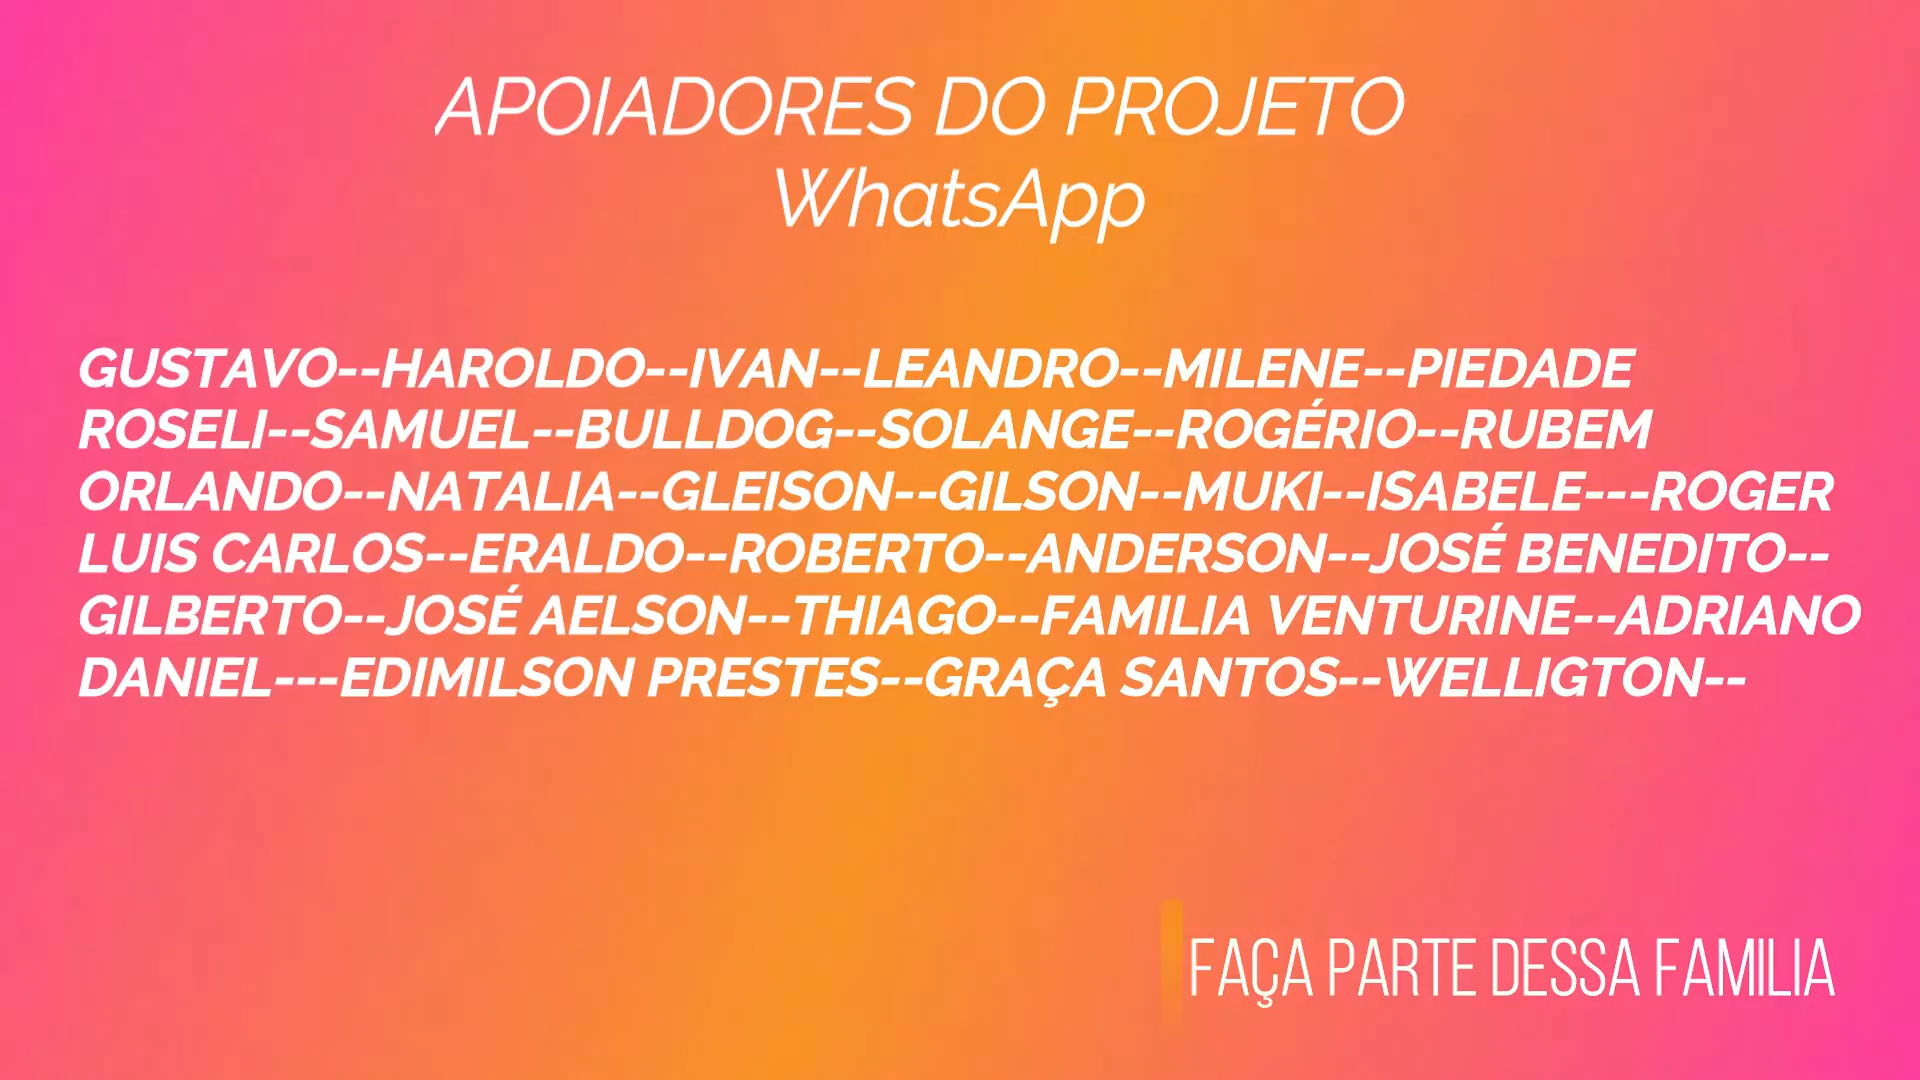 APOIADORES DO PROJETO
WhatsApp
GUSTAVO--HAROLDO--IVAN--LEANDRO--MILENE--PIEDADE
ROSELI--SAMUEL--BULLDOG--SOLANGE--ROGÉRIO--RUBEM
ORLANDO--NATALIA--GLEISON--GILSON--MUKI--ISABELE---ROGER
LUIS CARLOS--ERALDO--ROBERTO--ANDERSON--JOSÉ BENEDITO--
GILBERTO--JOSÉ AELSON--THIAGO--FAMILIA VENTURINE--ADRIANO
DANIEL---EDIMILSON PRESTES--GRAÇA SANTOS--WELLIGTON--
FAÇA PARTE DESSA FAMILIA